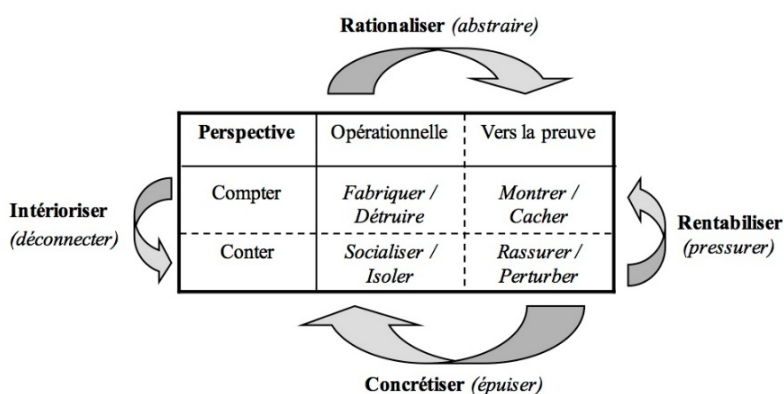 Rationaliser (abstraire)
Perspective Opérationnelle Vers la preuve
Compter Fabriquer / Montrer /
Détruire Cacher
Intérioriser
(déconnecter)
Rentabiliser
(pressurer)
Conter Socialiser / Rassurer /
Isoler Perturber
Concrétiser (épuiser)